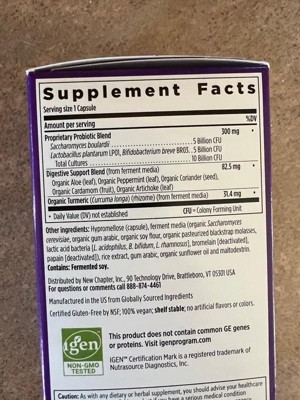 Supplement Facts
Serving size 1 Capsule
Amount per serving %DV
Proprietary Probiotic Blend 300 mg *
Saccharomyces boulardii 5 Billion CFU
Lactobacillus plantarum LP01, Bifidobacterium breve BR03 5 Billion CFU
Total Cultures 10 Billion CFU
Digestive Support Blend (from ferment media) 82.5 mg *
Organic Aloe (leaf), Organic Peppermint (leaf), Organic Coriander (seed),
Organic Cardamom (fruit), Organic Artichoke (leaf)
Organic Turmeric (Curcuma longa) (rhizome) (from ferment media) 31.4 mg *
* Daily Value (DV) not established CFU = Colony Forming Unit
Other ingredients: Hypromellose (capsule), ferment media (organic Saccharomyces
cerevisiae, organic gum arabic, organic soy flour, organic pasteurized blackstrap molasses,
lactic acid bacteria [L. acidophilus, B. bifidum, L. rhamnosus], bromelain [deactivated],
papain [deactivated]), rice extract, gum arabic, organic sunflower oil and maltodextrin.
Contains: Fermented soy.
Distributed by New Chapter, Inc., 90 Technology Drive, Brattleboro, VT 05301 USA
For questions or comments call 888-874-4461
Manufactured in the US from Globally Sourced Ingredients
Certified Gluten-Free by NSF; 100% vegan; shelf stable; no artificial flavors or colors.
igen
NON-GMO
TESTED
This product does not contain common GE genes
or proteins. Visit igenprogram.com
IGEN™ Certification Mark is a registered trademark of
Nutrasource Diagnostics, Inc.
Caution: As with any dietary or herbal supplement, you should advise your healthcare
if you have a serious medical condition